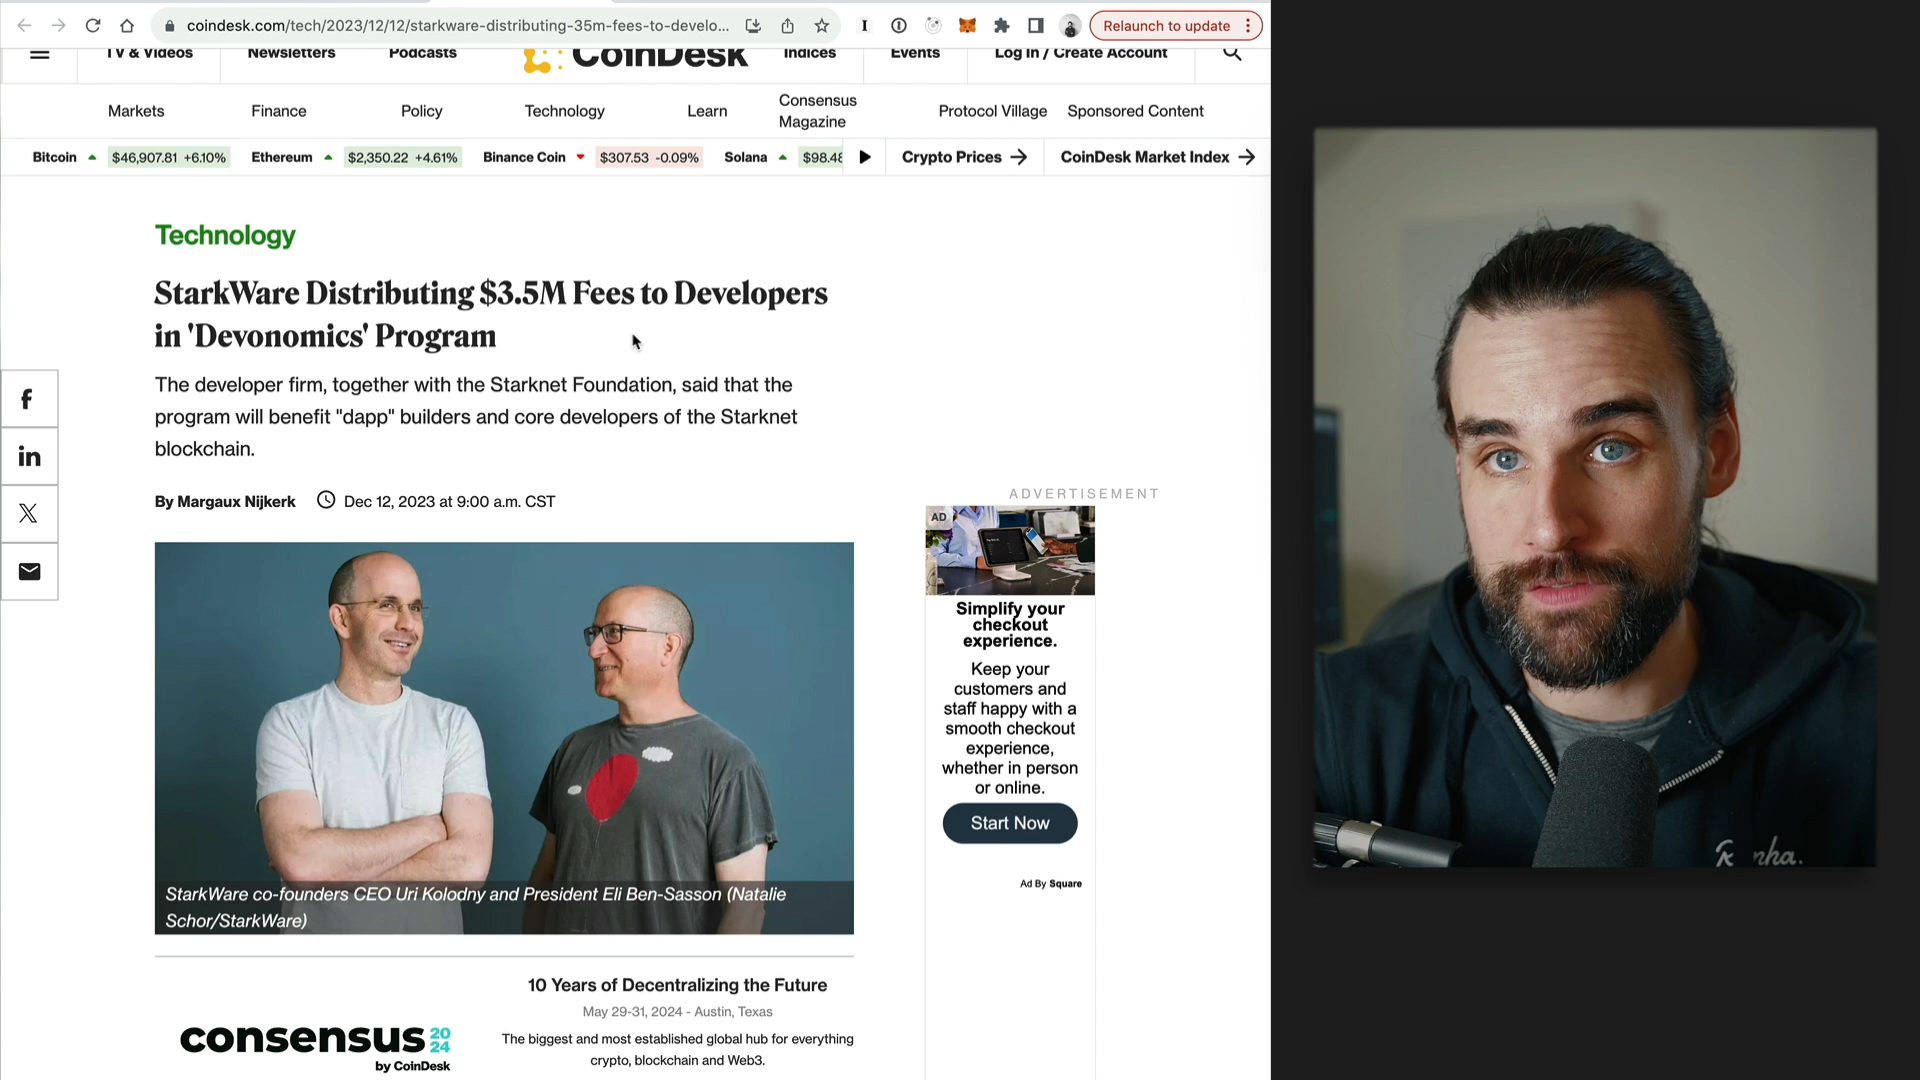 coindesk.com/tech/2023/12/12/starkware-distributing-35m-fees-to-develo...
Relaunch to update
TV & Videos
Newsletters
Podcasts
CoinDesk
Indices
Events
Log In / Create Account
Markets
Finance
Policy
Technology
Learn
Consensus
Magazine
Protocol Village
Sponsored Content
Bitcoin $46,907.81 +6.10%
Ethereum $2,350.22 +4.61%
Binance Coin $307.53 -0.09%
Solana $98.48
Crypto Prices
CoinDesk Market Index
Technology
StarkWare Distributing $3.5M Fees to Developers
in 'Devonomics' Program
The developer firm, together with the Starknet Foundation, said that the
program will benefit "dapp" builders and core developers of the Starknet
blockchain.
By Margaux Nijkerk
Dec 12, 2023 at 9:00 a.m. CST
StarkWare co-founders CEO Uri Kolodny and President Eli Ben-Sasson (Natalie
Schor/StarkWare)
ADVERTISEMENT
AD
Simplify your
checkout
experience.
Keep your
customers and
staff happy with a
smooth checkout
experience,
whether in person
or online.
Start Now
Ad By Square
consensus
20
24
by CoinDesk
10 Years of Decentralizing the Future
May 29-31, 2024 - Austin, Texas
The biggest and most established global hub for everything
crypto, blockchain and Web3.